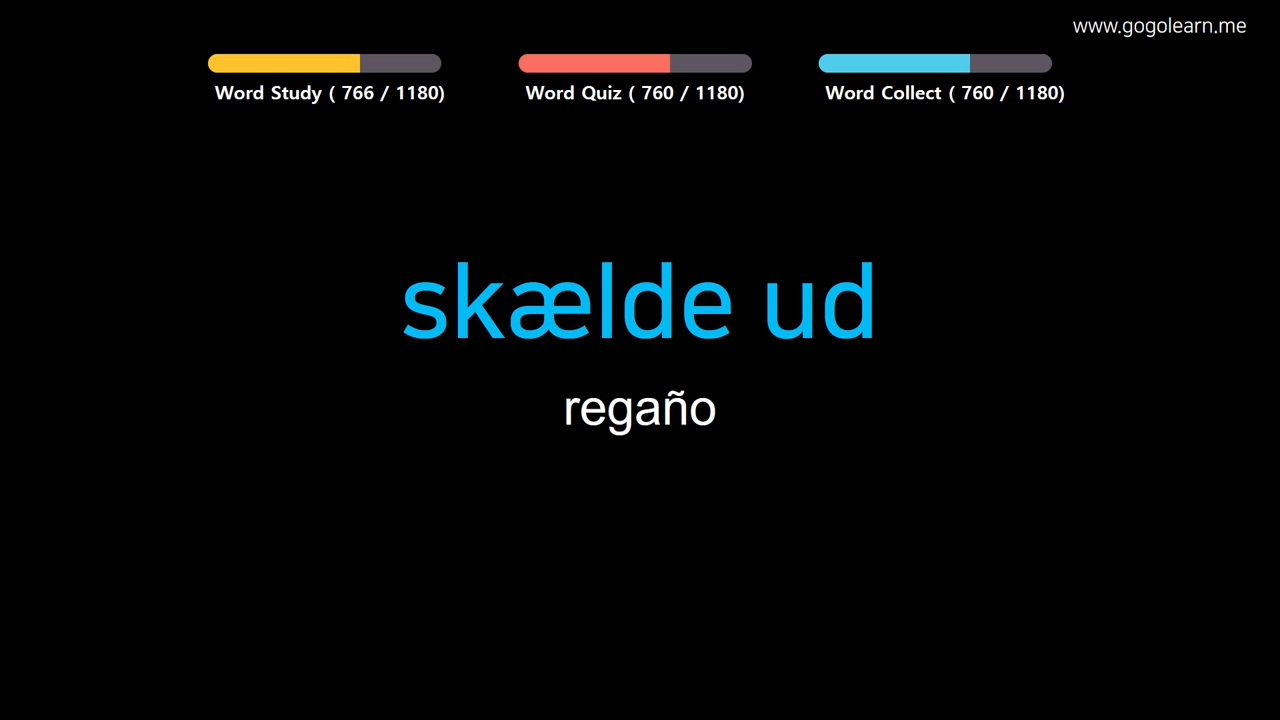 www.gogolearn.me
Word Study ( 766 / 1180)
Word Quiz ( 760 / 1180)
Word Collect ( 760 / 1180)
skælde ud
regaño